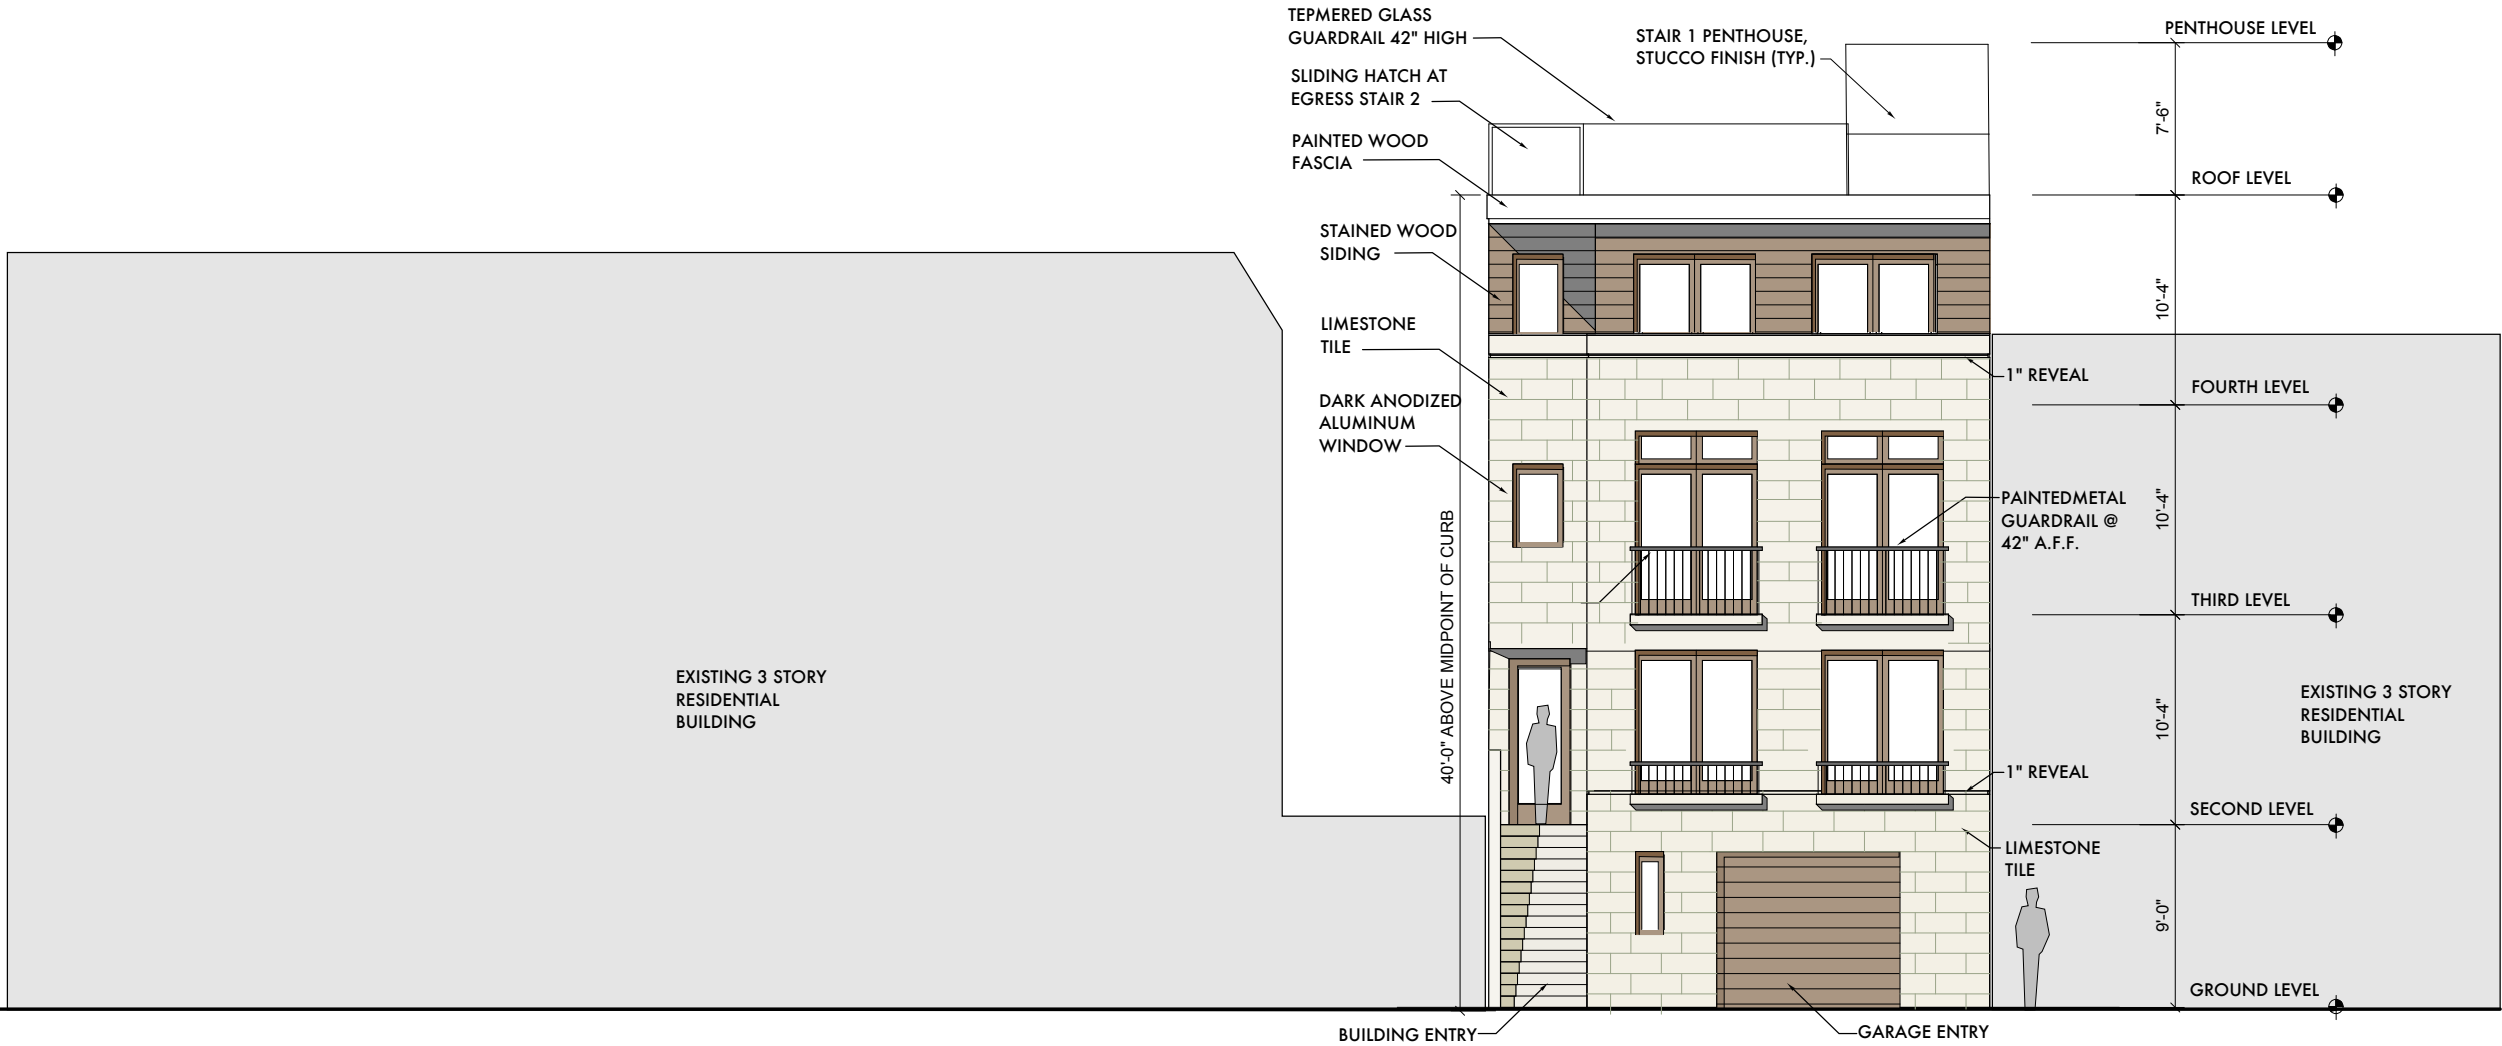 TEPMERED GLASS
GUARDRAIL 42" HIGH
SLIDING HATCH AT
EGRESS STAIR 2
PAINTED WOOD
FASCIA
STAINED WOOD
SIDING
LIMESTONE
TILE
DARK ANODIZED
ALUMINUM
WINDOW
40'-0" ABOVE MIDPOINT OF CURB
EXISTING 3 STORY
RESIDENTIAL
BUILDING
BUILDING ENTRY
STAIR 1 PENTHOUSE,
STUCCO FINISH (TYP.)
1" REVEAL
PAINTEDMETAL
GUARDRAIL @
42" A.F.F.
1" REVEAL
LIMESTONE
TILE
GARAGE ENTRY
PENTHOUSE LEVEL
7'-6"
ROOF LEVEL
10'-4"
FOURTH LEVEL
10'-4"
THIRD LEVEL
10'-4"
SECOND LEVEL
9'-0"
GROUND LEVEL
EXISTING 3 STORY
RESIDENTIAL
BUILDING